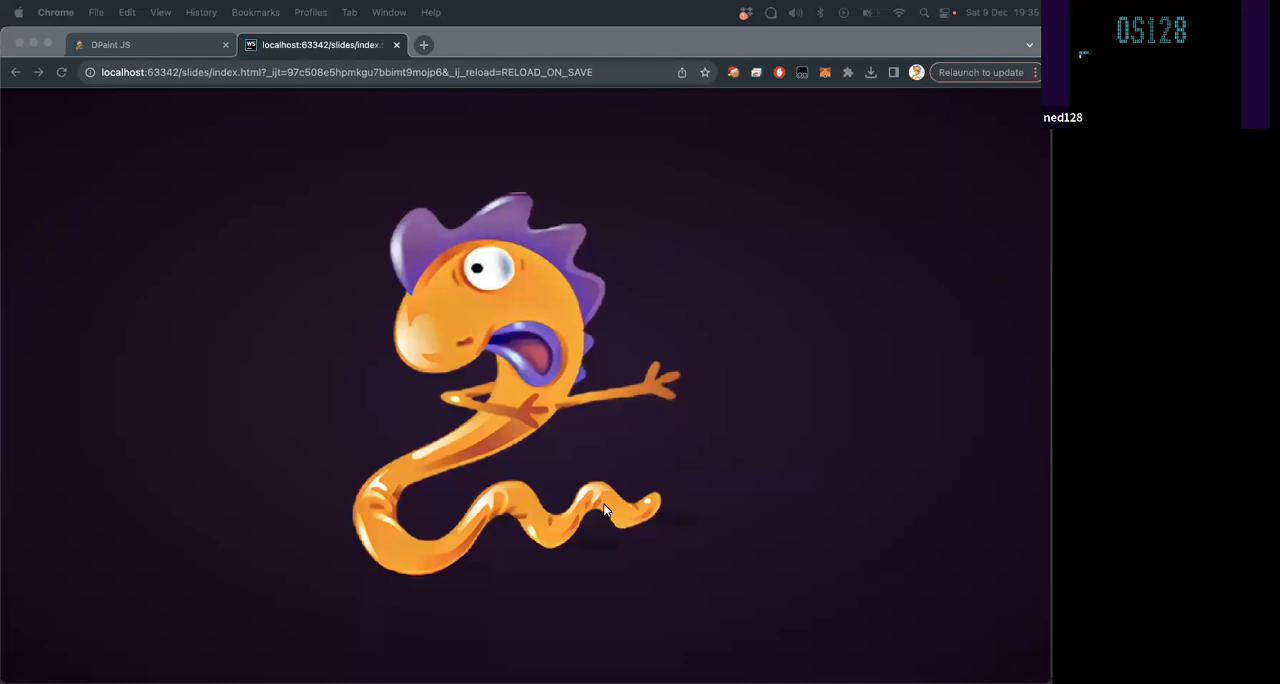 Chrome File Edit View History Bookmarks Profiles Tab Window Help Sat 9 Dec 19:35
DPaint JS
localhost:63342/slides/index.
localhost:63342/slides/index.html?_ijt=97c508e5hpmkgu7bbimt9mojp6&_ij_reload=RELOAD_ON_SAVE
Relaunch to update
OS128
ned128